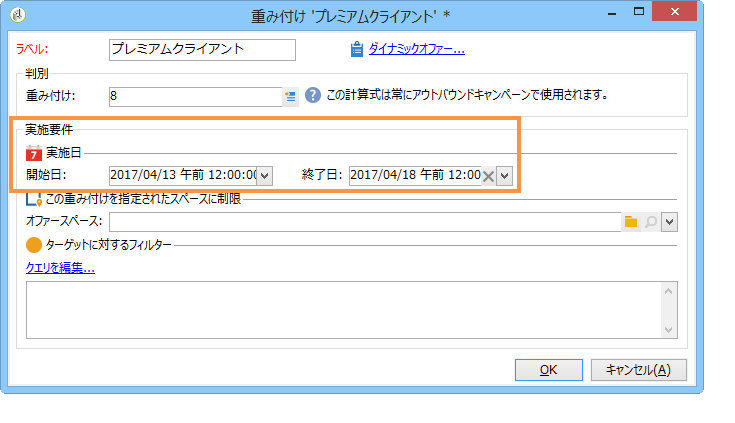 重み付け 'プレミアムクライアント' *
ラベル: プレミアムクライアント ダイナミックオファー...
判別
重み付け: 8 ? この計算式は常にアウトバウンドキャンペーンで使用されます。
実施要件
7 実施日
開始日: 2017/04/13 午前 12:00:00 終了日: 2017/04/18 午前 12:00
この重み付けを指定されたスペースに制限
オファースペース:
ターゲットに対するフィルター
クエリを編集...
OK キャンセル(A)